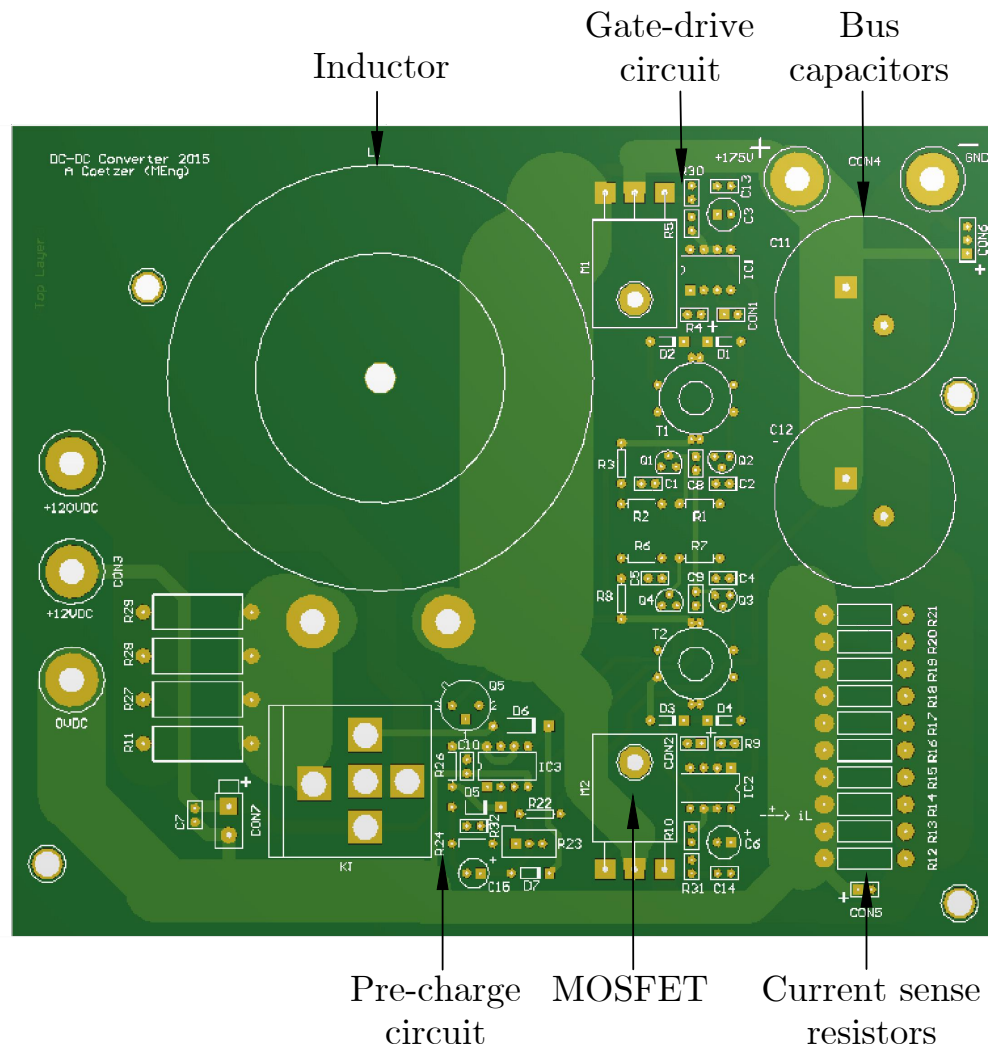 Gate-drive
circuit
Bus
capacitors
Inductor
DC-DC Converter 2015
A Coetzer (MEng)
L
Top Layer
+175V
+
CON4
-
GND
R30
C13
C3
R5
M1
IC1
C11
CON6
+
R4
+
CON1
D2
D1
T1
C12
-
R3
Q1
C8
Q2
C1
C2
R2
R1
R6
R7
C5
C9
C4
R8
Q4
Q3
T2
+120VDC
CON3
+12VDC
0VDC
R29
R28
R27
R11
C7
+
CON7
K1
Q5
D6
C10
R26
IC3
D5
R22
R32
R24
R23
+
C15
D7
D3
D4
+
CON2
R9
M2
IC2
R10
+
C6
R31
C14
+
---> iL
-
R21
R20
R19
R18
R17
R16
R15
R14
R13
R12
+
CON5
Pre-charge
circuit
MOSFET
Current sense
resistors